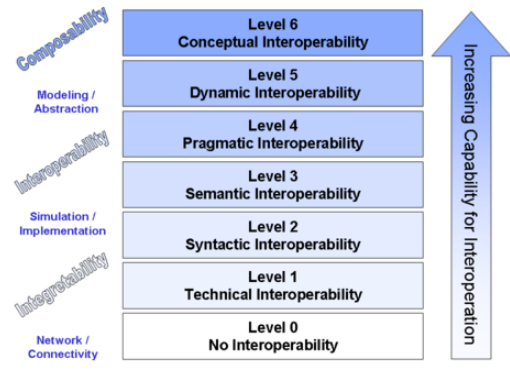 Composability
Level 6
Conceptual Interoperability
Modeling /
Abstraction
Level 5
Dynamic Interoperability
Interoperability
Level 4
Pragmatic Interoperability
Level 3
Semantic Interoperability
Simulation /
Implementation
Level 2
Syntactic Interoperability
Integretability
Level 1
Technical Interoperability
Network /
Connectivity
Level 0
No Interoperability
Increasing Capability for Interoperation